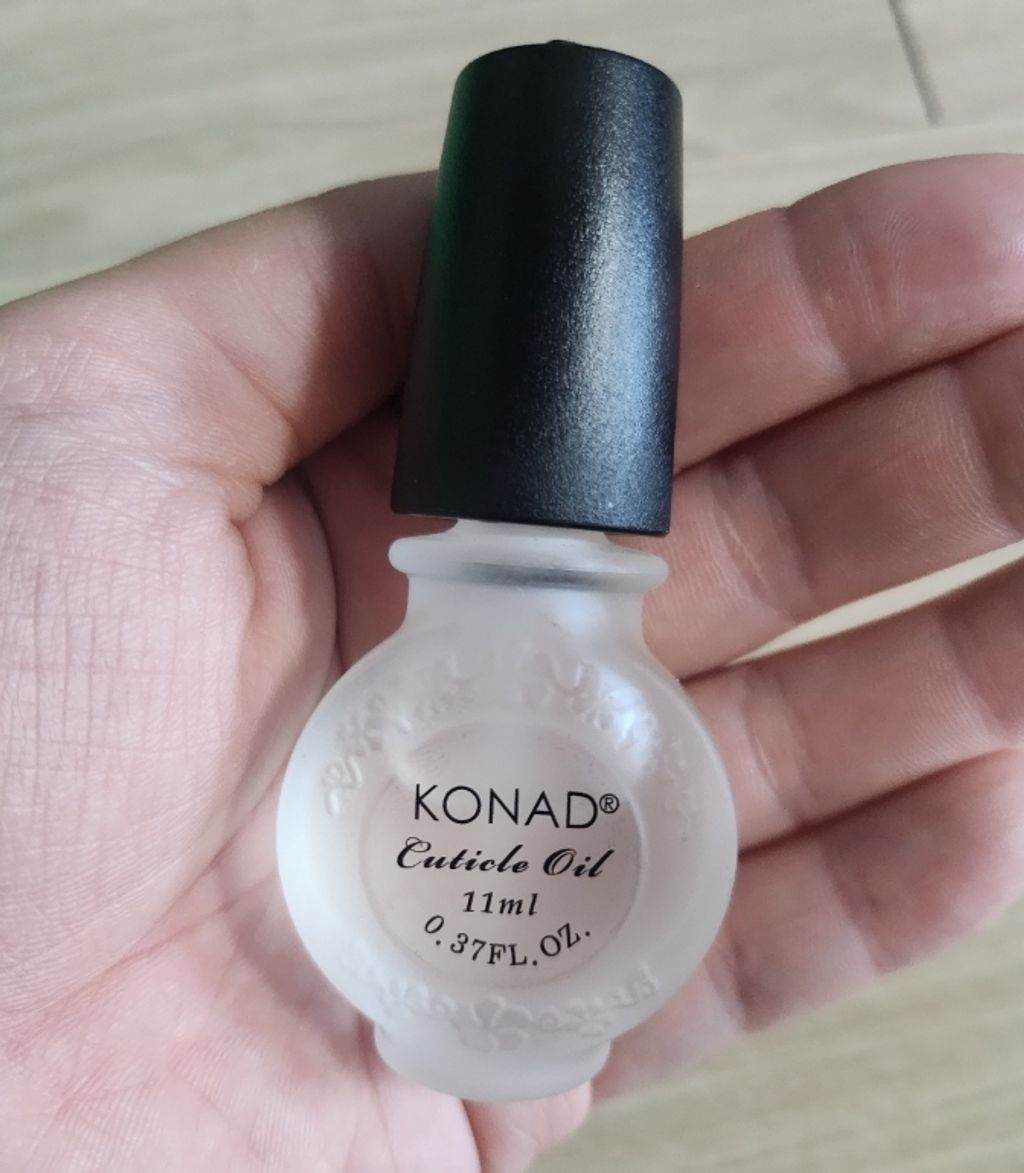 KONAD®
Cuticle Oil
11ml
0.37FL.OZ.